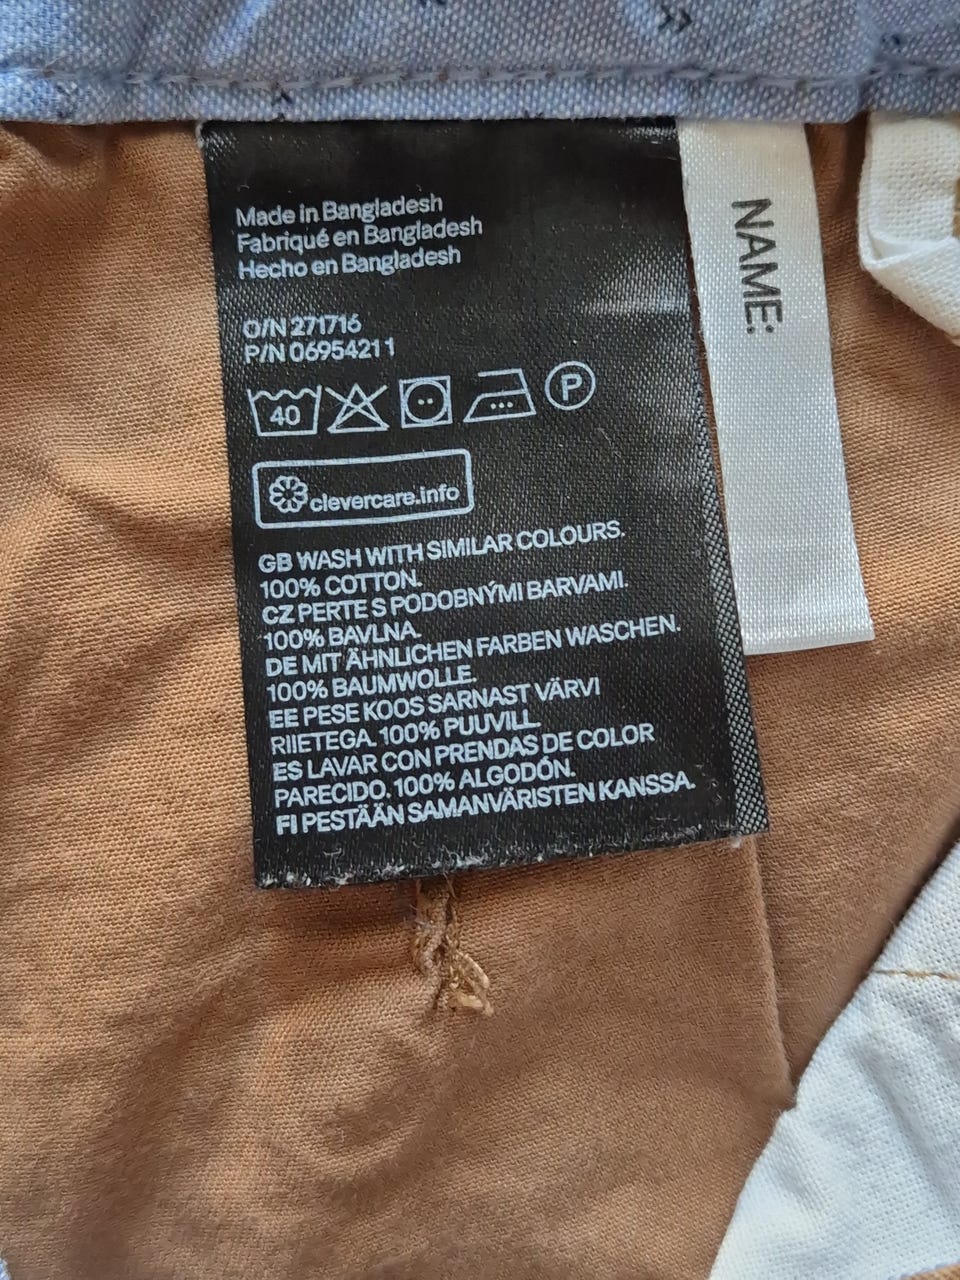 Made in Bangladesh
Fabriqué en Bangladesh
Hecho en Bangladesh
O/N 271716
P/N 06954211
40
P
clevercare.info
GB WASH WITH SIMILAR COLOURS.
100% COTTON.
CZ PERTE S PODOBNÝMI BARVAMI.
100% BAVLNA.
DE MIT ÄHNLICHEN FARBEN WASCHEN.
100% BAUMWOLLE.
EE PESE KOOS SARNAST VÄRVI
RIIETEGA. 100% PUUVILL.
ES LAVAR CON PRENDAS DE COLOR
PARECIDO. 100% ALGODÓN.
FI PESTÄÄN SAMANVÄRISTEN KANSSA.
NAME: